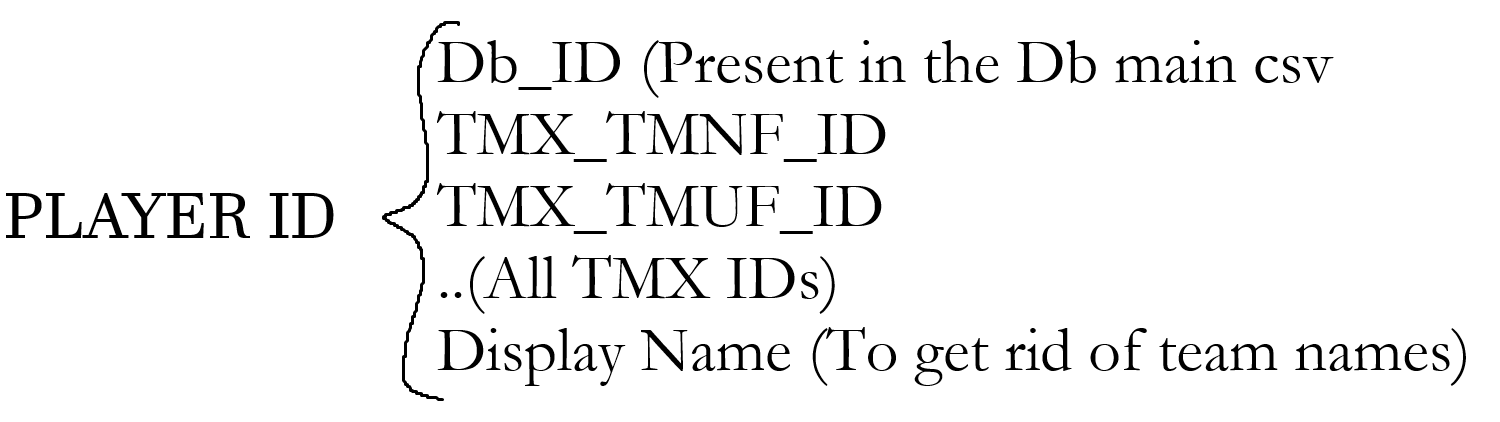 PLAYER ID
Db_ID (Present in the Db main csv
TMX_TMNF_ID
TMX_TMUF_ID
..(All TMX IDs)
Display Name (To get rid of team names)